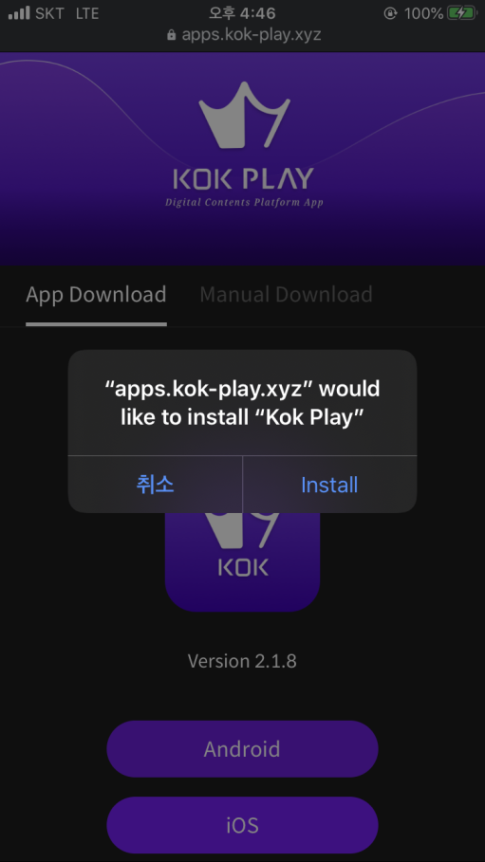 SKT LTE 오후 4:46 100%
apps.kok-play.xyz
KOK PLAY
Digital Contents Platform App
App Download Manual Download
“apps.kok-play.xyz” would
like to install “Kok Play”
취소 Install
KOK
Version 2.1.8
Android
iOS